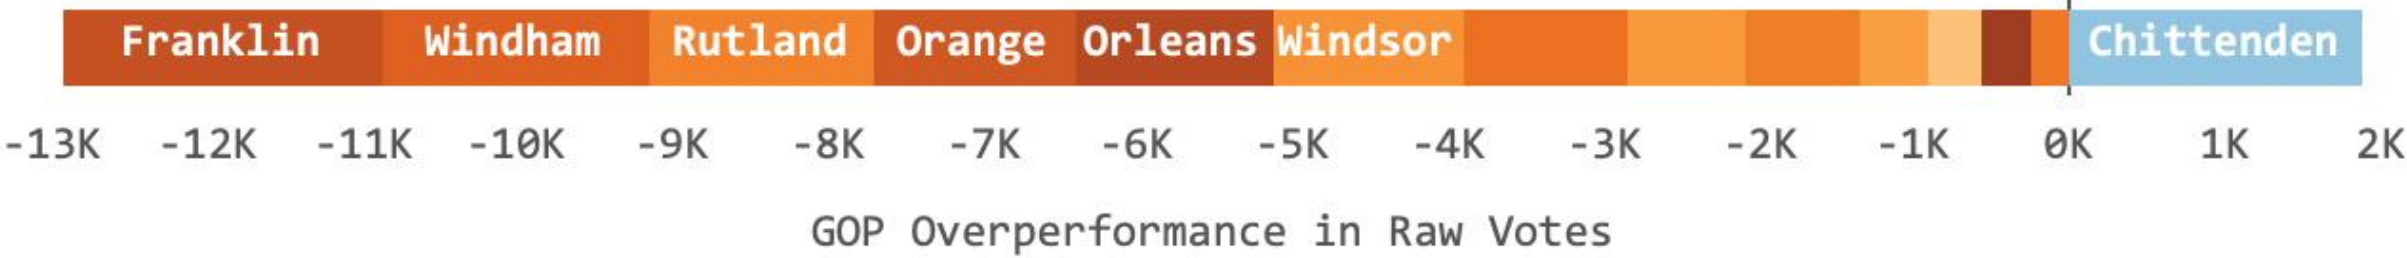 Franklin Windham Rutland Orange Orleans Windsor Chittenden
-13K -12K -11K -10K -9K -8K -7K -6K -5K -4K -3K -2K -1K 0K 1K 2K
GOP Overperformance in Raw Votes